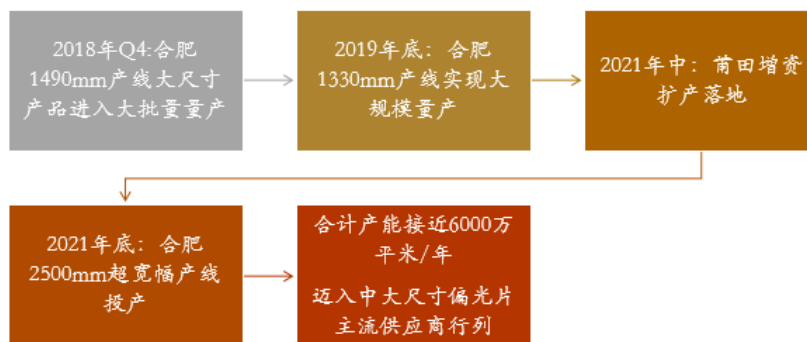 2018年Q4:合肥
1490mm产线大尺寸
产品进入大批量量产
2019年底：合肥
1330mm产线实现大
规模量产
2021年中：莆田增资
扩产落地
2021年底：合肥
2500mm超宽幅产线
投产
合计产能接近6000万
平米/年
迈入中大尺寸偏光片
主流供应商行列